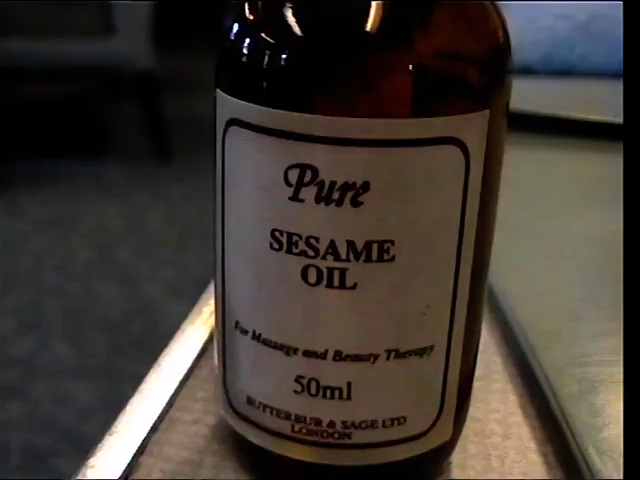 Pure
SESAME
OIL
For Massage and Beauty Therapy
50ml
BUTTERBUR & SAGE LTD
LONDON